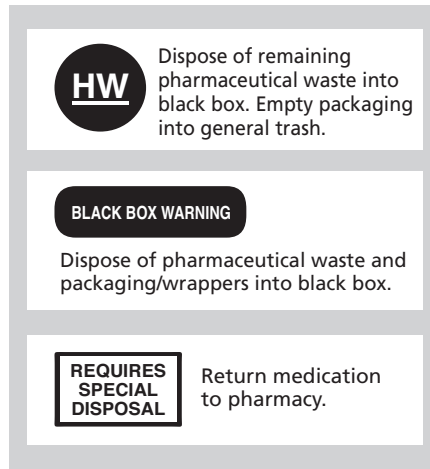 HW
Dispose of remaining
pharmaceutical waste into
black box. Empty packaging
into general trash.
BLACK BOX WARNING
Dispose of pharmaceutical waste and
packaging/wrappers into black box.
REQUIRES
SPECIAL
DISPOSAL
Return medication
to pharmacy.